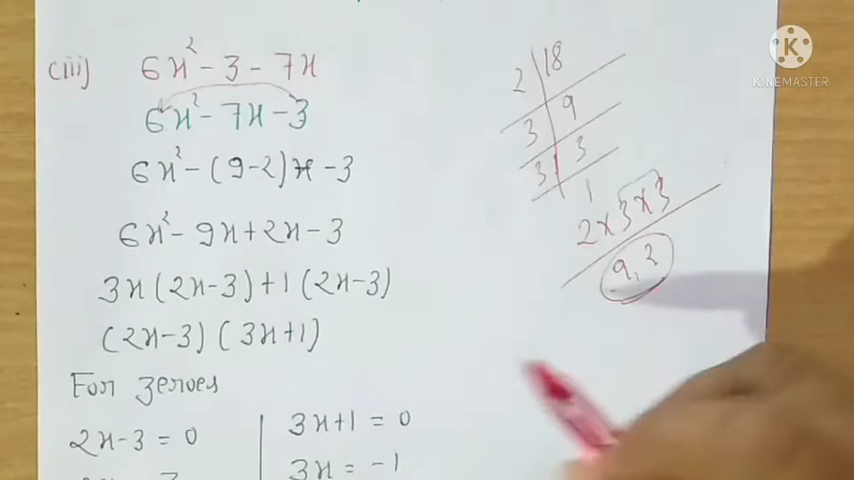 ciii) 6x² - 3 - 7x
6x² - 7x - 3
6x² - (9-2)x - 3
6x² - 9x + 2x - 3
3x(2x-3)+1(2x-3)
(2x-3) (3x+1)
For zeroes
2x-3 = 0
3x+1 = 0
3x = -1
2 18
3 9
3 3
1
2×3×3
9,2
K
KINEMASTER